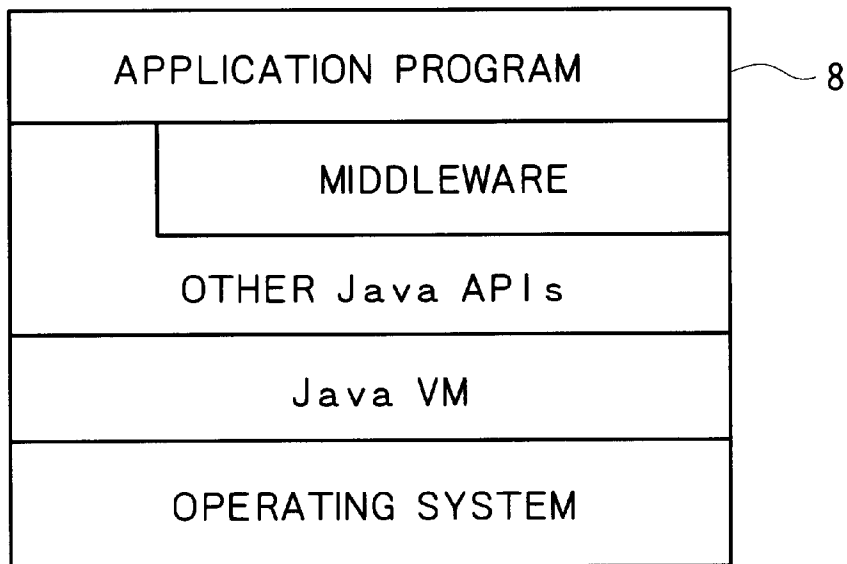 APPLICATION PROGRAM
8
MIDDLEWARE
OTHER Java APIs
Java VM
OPERATING SYSTEM